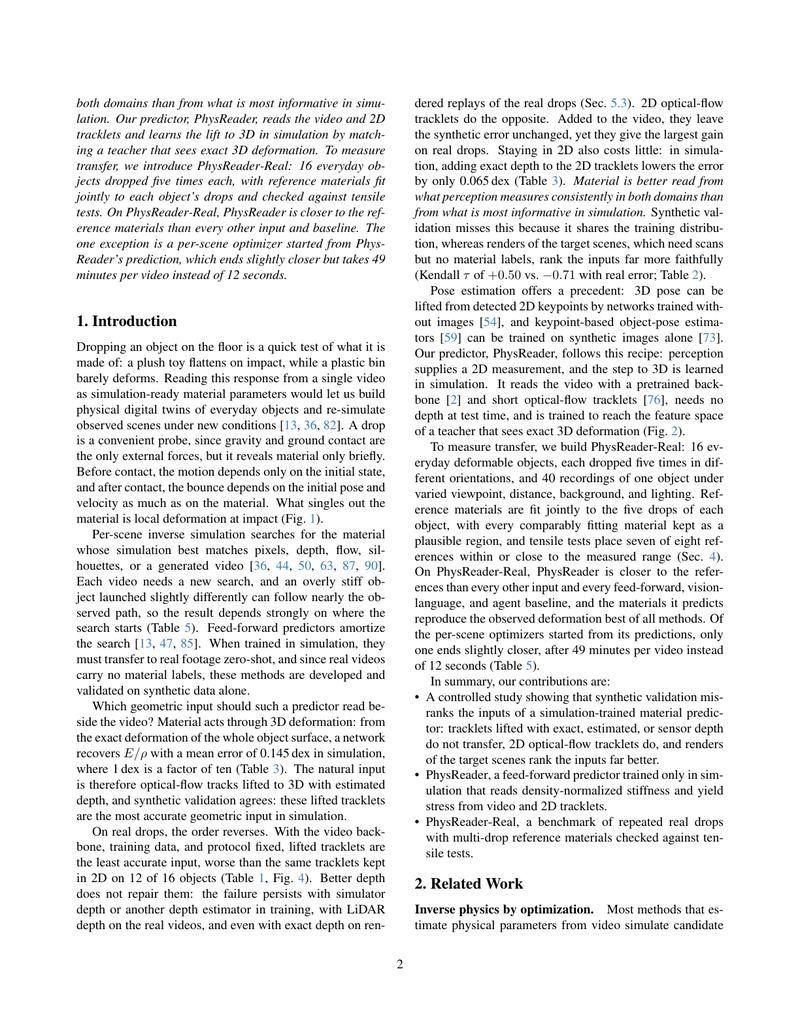 both domains than from what is most informative in simu-
lation. Our predictor, PhysReader, reads the video and 2D
tracklets and learns the lift to 3D in simulation by match-
ing a teacher that sees exact 3D deformation. To measure
transfer, we introduce PhysReader-Real: 16 everyday ob-
jects dropped five times each, with reference materials fit
jointly to each object's drops and checked against tensile
tests. On PhysReader-Real, PhysReader is closer to the ref-
erence materials than every other input and baseline. The
one exception is a per-scene optimizer started from Phys-
Reader's prediction, which ends slightly closer but takes 49
minutes per video instead of 12 seconds.
1. Introduction
Dropping an object on the floor is a quick test of what it is
made of: a plush toy flattens on impact, while a plastic bin
barely deforms. Reading this response from a single video
as simulation-ready material parameters would let us build
physical digital twins of everyday objects and re-simulate
observed scenes under new conditions [13, 36, 82]. A drop
is a convenient probe, since gravity and ground contact are
the only external forces, but it reveals material only briefly.
Before contact, the motion depends only on the initial state,
and after contact, the bounce depends on the initial pose and
velocity as much as on the material. What singles out the
material is local deformation at impact (Fig. 1).
Per-scene inverse simulation searches for the material
whose simulation best matches pixels, depth, flow, sil-
houettes, or a generated video [36, 44, 50, 63, 87, 90].
Each video needs a new search, and an overly stiff ob-
ject launched slightly differently can follow nearly the ob-
served path, so the result depends strongly on where the
search starts (Table 5). Feed-forward predictors amortize
the search [13, 47, 85]. When trained in simulation, they
must transfer to real footage zero-shot, and since real videos
carry no material labels, these methods are developed and
validated on synthetic data alone.
Which geometric input should such a predictor read be-
side the video? Material acts through 3D deformation: from
the exact deformation of the whole object surface, a network
recovers E/ρ with a mean error of 0.145 dex in simulation,
where 1 dex is a factor of ten (Table 3). The natural input
is therefore optical-flow tracks lifted to 3D with estimated
depth, and synthetic validation agrees: these lifted tracklets
are the most accurate geometric input in simulation.
On real drops, the order reverses. With the video back-
bone, training data, and protocol fixed, lifted tracklets are
the least accurate input, worse than the same tracklets kept
in 2D on 12 of 16 objects (Table 1, Fig. 4). Better depth
does not repair them: the failure persists with simulator
depth or another depth estimator in training, with LiDAR
depth on the real videos, and even with exact depth on ren-
dered replays of the real drops (Sec. 5.3). 2D optical-flow
tracklets do the opposite. Added to the video, they leave
the synthetic error unchanged, yet they give the largest gain
on real drops. Staying in 2D also costs little: in simula-
tion, adding exact depth to the 2D tracklets lowers the error
by only 0.065 dex (Table 3). Material is better read from
what perception measures consistently in both domains than
from what is most informative in simulation. Synthetic val-
idation misses this because it shares the training distribu-
tion, whereas renders of the target scenes, which need scans
but no material labels, rank the inputs far more faithfully
(Kendall τ of +0.50 vs. −0.71 with real error; Table 2).
Pose estimation offers a precedent: 3D pose can be
lifted from detected 2D keypoints by networks trained with-
out images [54], and keypoint-based object-pose estima-
tors [59] can be trained on synthetic images alone [73].
Our predictor, PhysReader, follows this recipe: perception
supplies a 2D measurement, and the step to 3D is learned
in simulation. It reads the video with a pretrained back-
bone [2] and short optical-flow tracklets [76], needs no
depth at test time, and is trained to reach the feature space
of a teacher that sees exact 3D deformation (Fig. 2).
To measure transfer, we build PhysReader-Real: 16 ev-
eryday deformable objects, each dropped five times in dif-
ferent orientations, and 40 recordings of one object under
varied viewpoint, distance, background, and lighting. Ref-
erence materials are fit jointly to the five drops of each
object, with every comparably fitting material kept as a
plausible region, and tensile tests place seven of eight ref-
erences within or close to the measured range (Sec. 4).
On PhysReader-Real, PhysReader is closer to the refer-
ences than every other input and every feed-forward, vision-
language, and agent baseline, and the materials it predicts
reproduce the observed deformation best of all methods. Of
the per-scene optimizers started from its predictions, only
one ends slightly closer, after 49 minutes per video instead
of 12 seconds (Table 5).
In summary, our contributions are:
• A controlled study showing that synthetic validation mis-
ranks the inputs of a simulation-trained material predic-
tor: tracklets lifted with exact, estimated, or sensor depth
do not transfer, 2D optical-flow tracklets do, and renders
of the target scenes rank the inputs far better.
• PhysReader, a feed-forward predictor trained only in sim-
ulation that reads density-normalized stiffness and yield
stress from video and 2D tracklets.
• PhysReader-Real, a benchmark of repeated real drops
with multi-drop reference materials checked against ten-
sile tests.
2. Related Work
Inverse physics by optimization. Most methods that es-
timate physical parameters from video simulate candidate
2